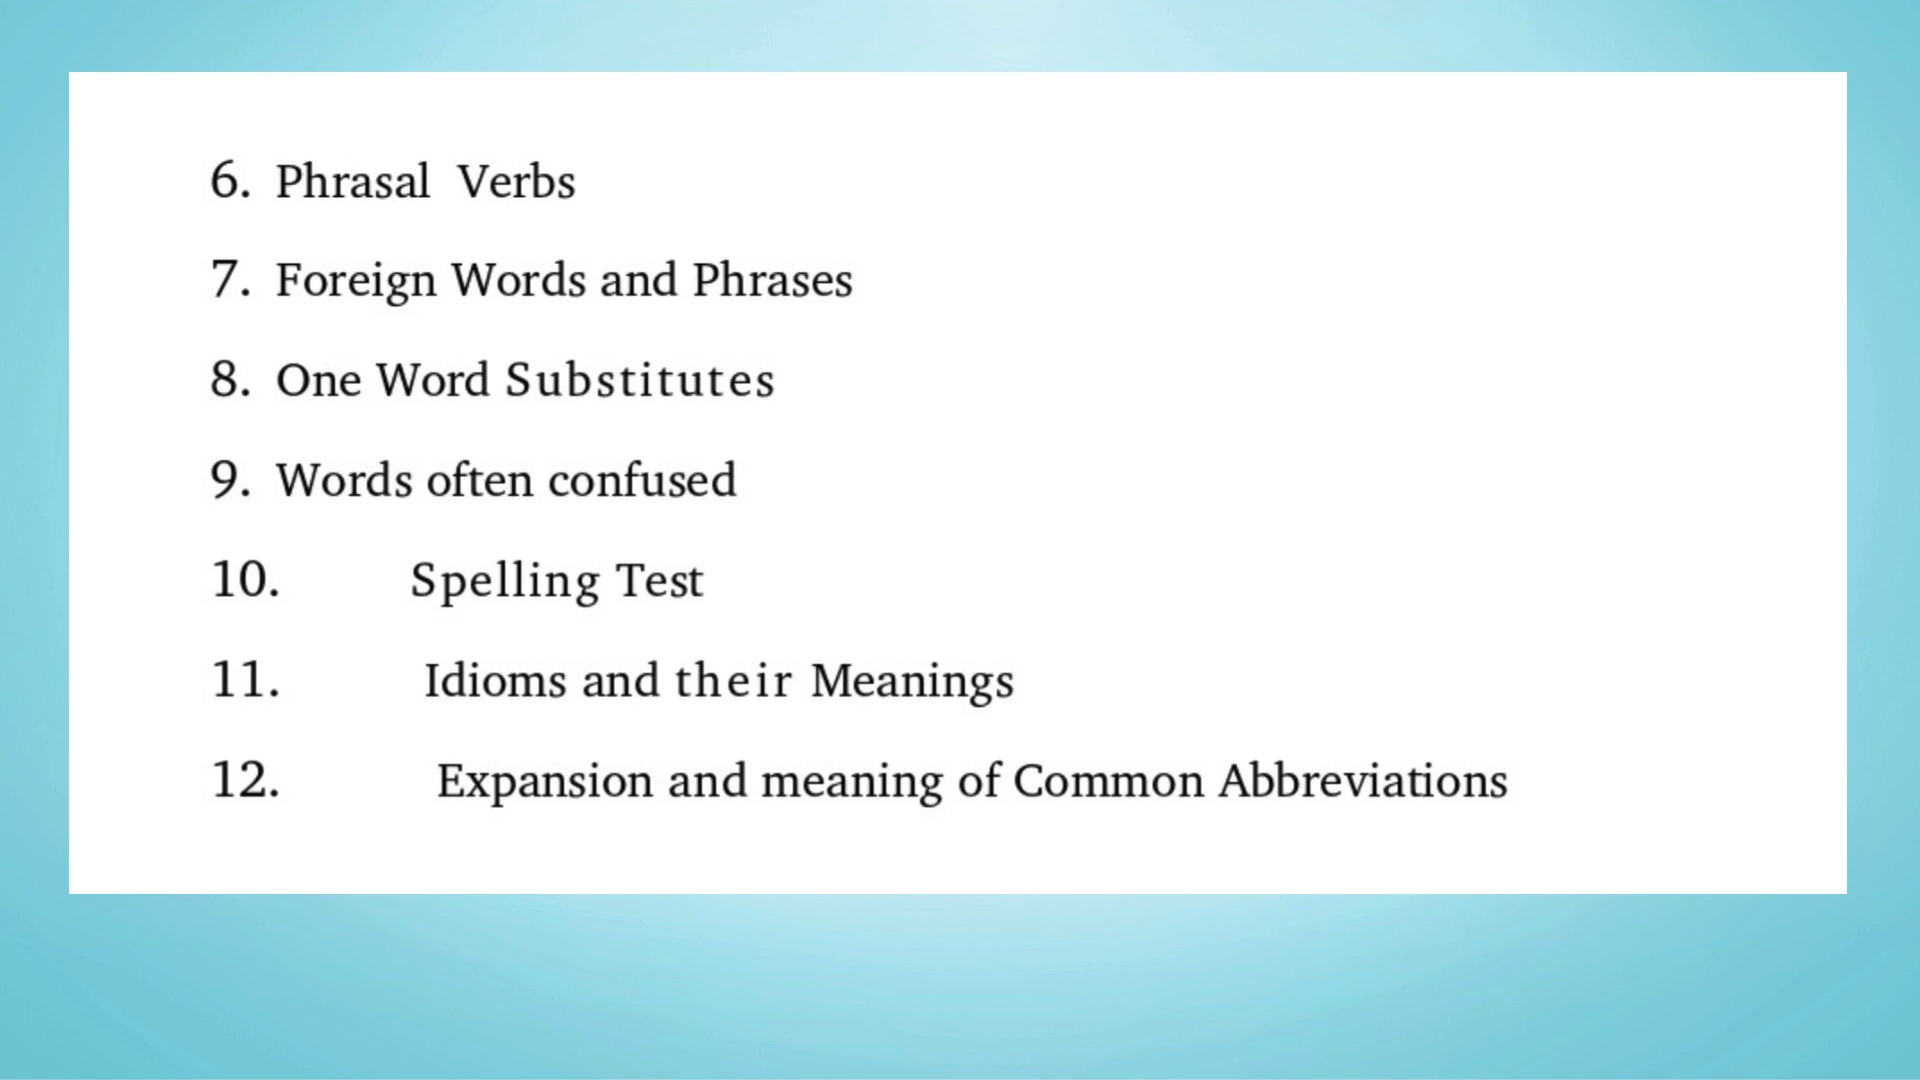 6. Phrasal Verbs
7. Foreign Words and Phrases
8. One Word Substitutes
9. Words often confused
10. Spelling Test
11. Idioms and their Meanings
12. Expansion and meaning of Common Abbreviations